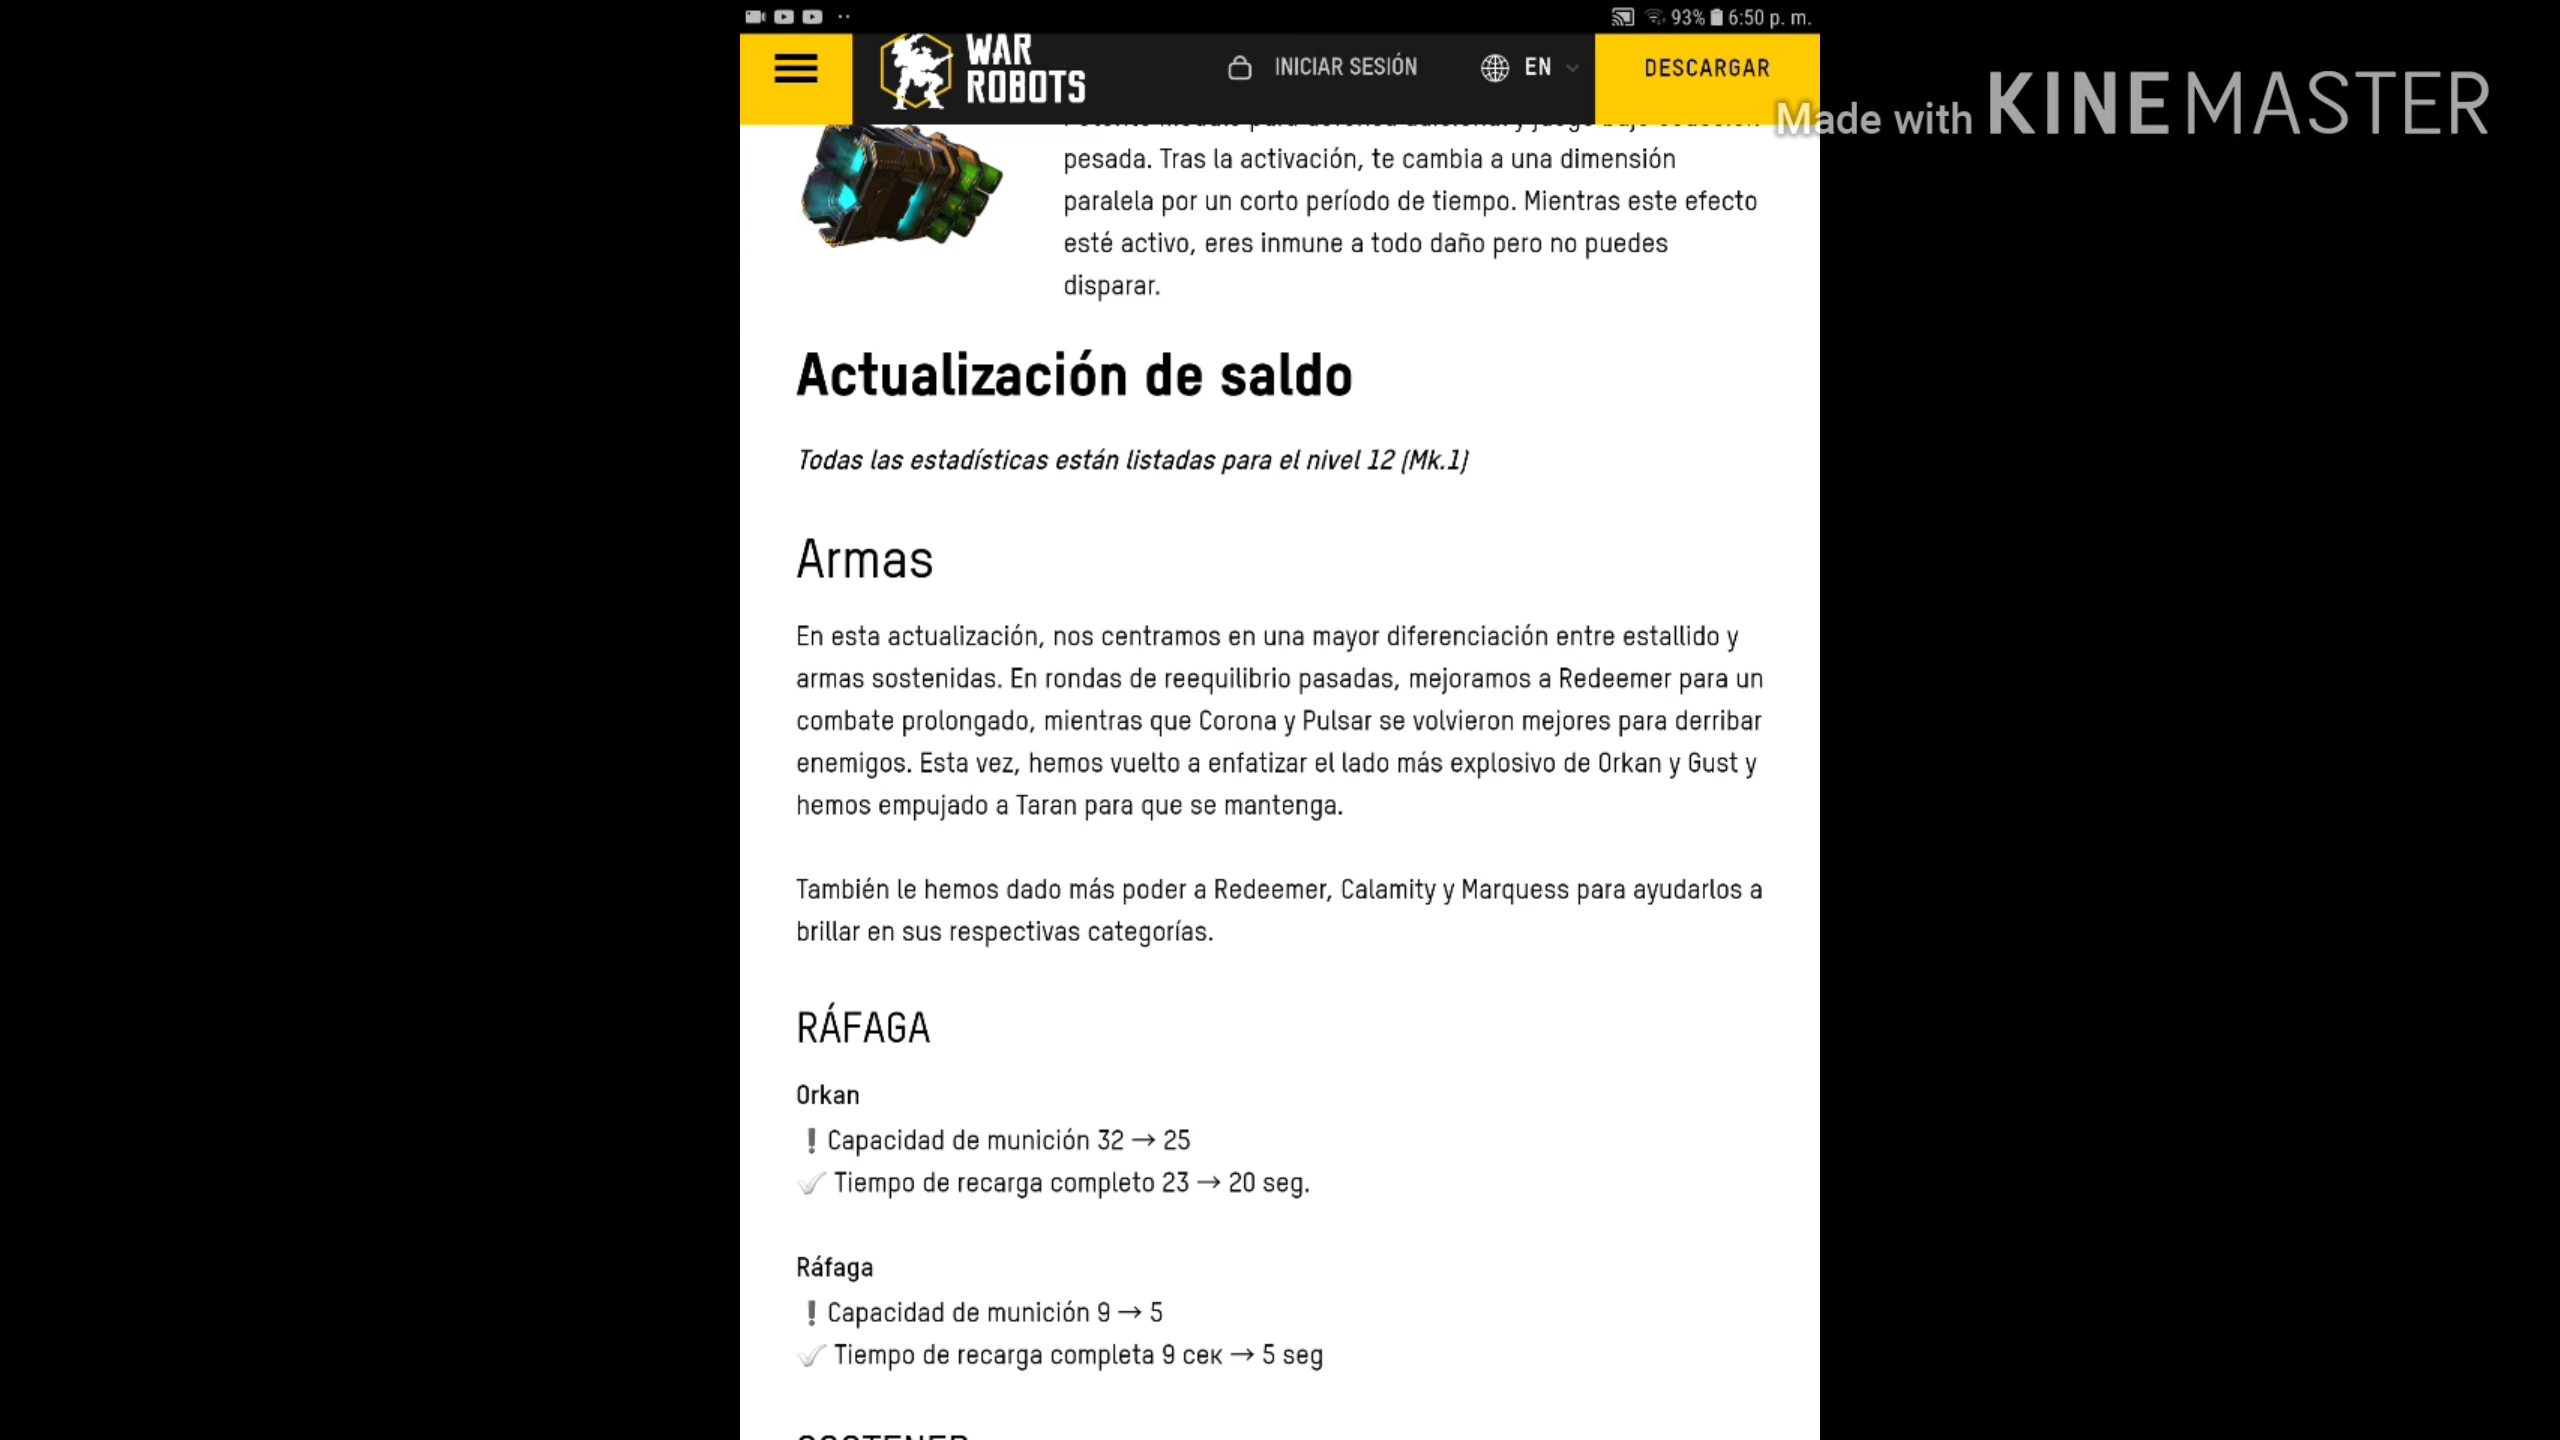 93% 6:50 p. m.
WAR
ROBOTS
INICIAR SESIÓN
EN
DESCARGAR
Made with KINEMASTER
pesada. Tras la activación, te cambia a una dimensión
paralela por un corto período de tiempo. Mientras este efecto
esté activo, eres inmune a todo daño pero no puedes
disparar.
Actualización de saldo
Todas las estadísticas están listadas para el nivel 12 (Mk.1)
Armas
En esta actualización, nos centramos en una mayor diferenciación entre estallido y
armas sostenidas. En rondas de reequilibrio pasadas, mejoramos a Redeemer para un
combate prolongado, mientras que Corona y Pulsar se volvieron mejores para derribar
enemigos. Esta vez, hemos vuelto a enfatizar el lado más explosivo de Orkan y Gust y
hemos empujado a Taran para que se mantenga.
También le hemos dado más poder a Redeemer, Calamity y Marquess para ayudarlos a
brillar en sus respectivas categorías.
RÁFAGA
Orkan
❗Capacidad de munición 32 → 25
✅ Tiempo de recarga completo 23 → 20 seg.
Ráfaga
❗Capacidad de munición 9 → 5
✅ Tiempo de recarga completa 9 сек → 5 seg